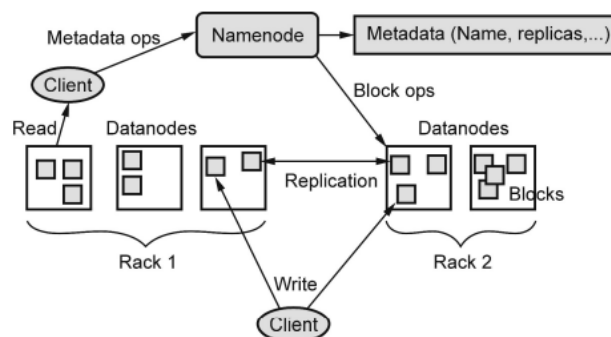 Metadata ops
Namenode
Metadata (Name, replicas,...)
Client
Block ops
Read
Datanodes
Datanodes
Replication
Blocks
Rack 1
Rack 2
Write
Client